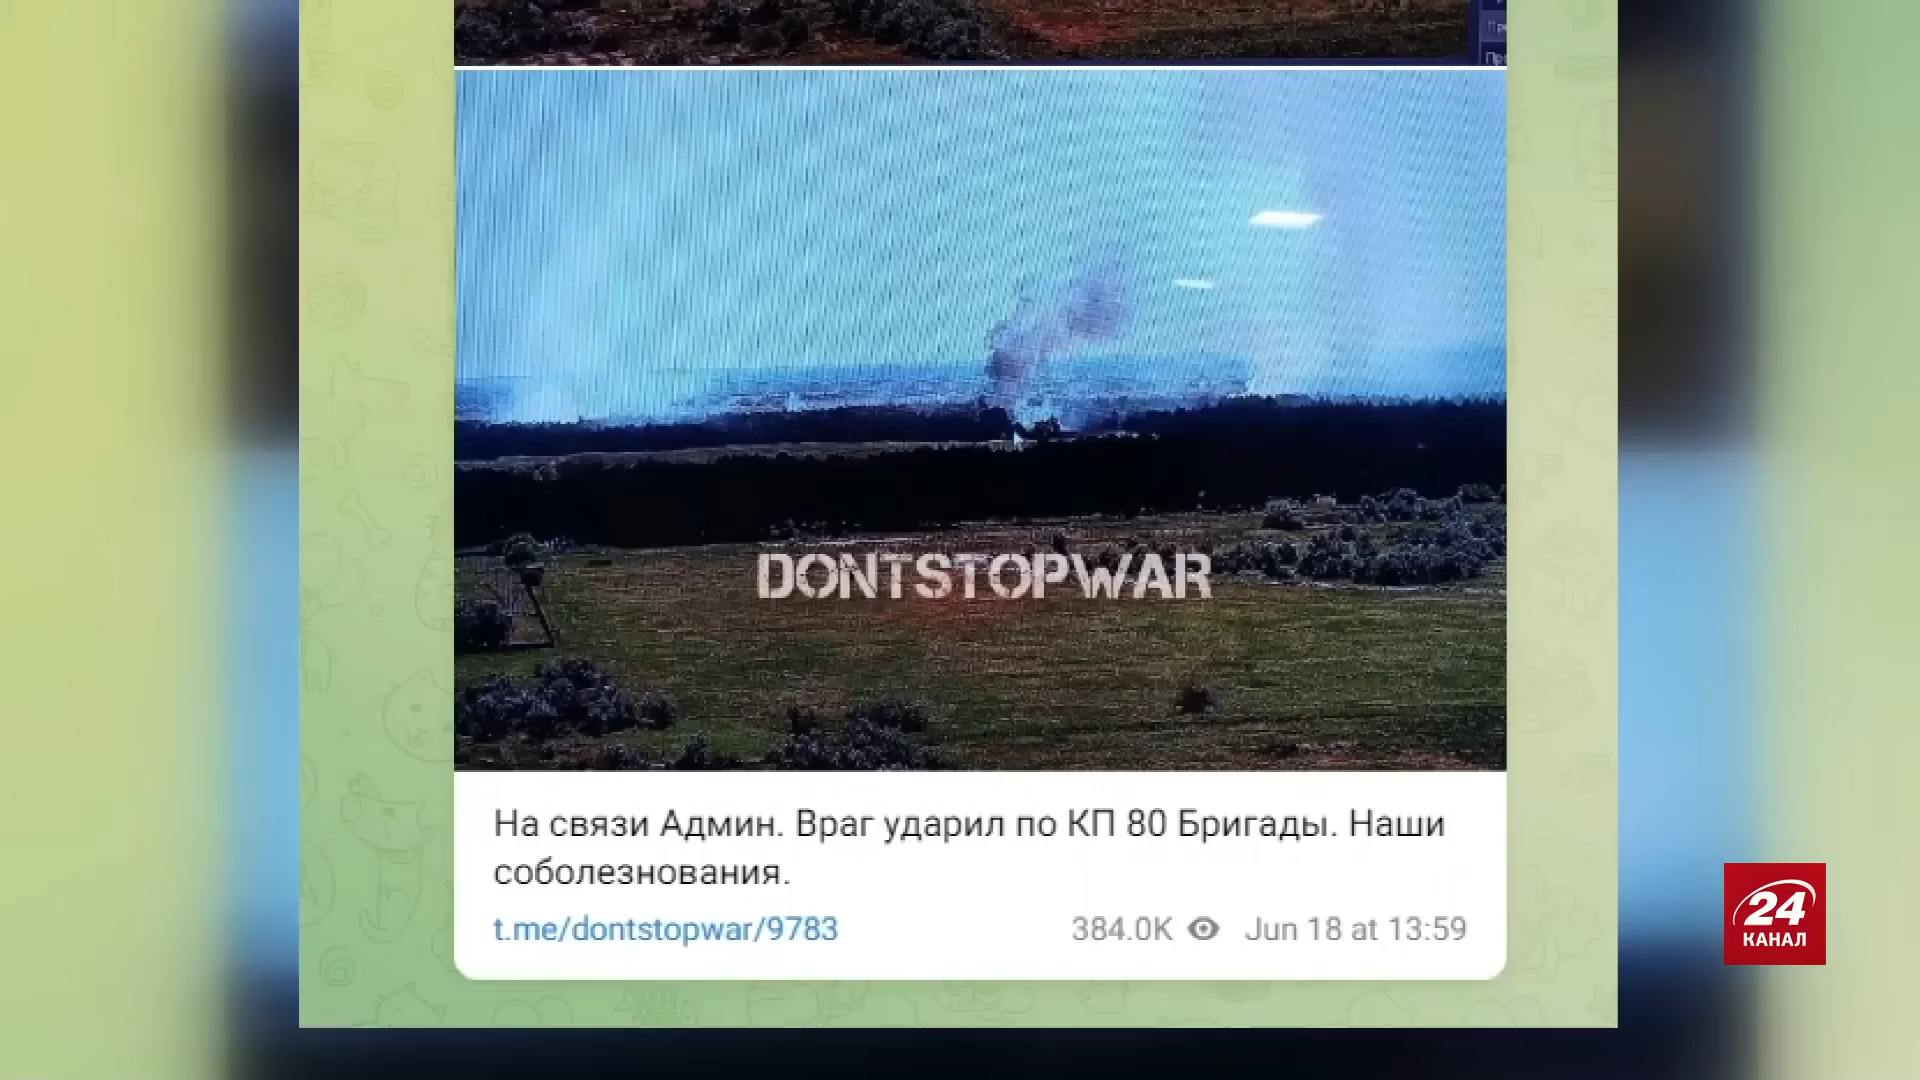 DONTSTOPWAR
На связи Админ. Враг ударил по КП 80 Бригады. Наши
соболезнования.
t.me/dontstopwar/9783 384.0K Jun 18 at 13:59
24
КАНАЛ